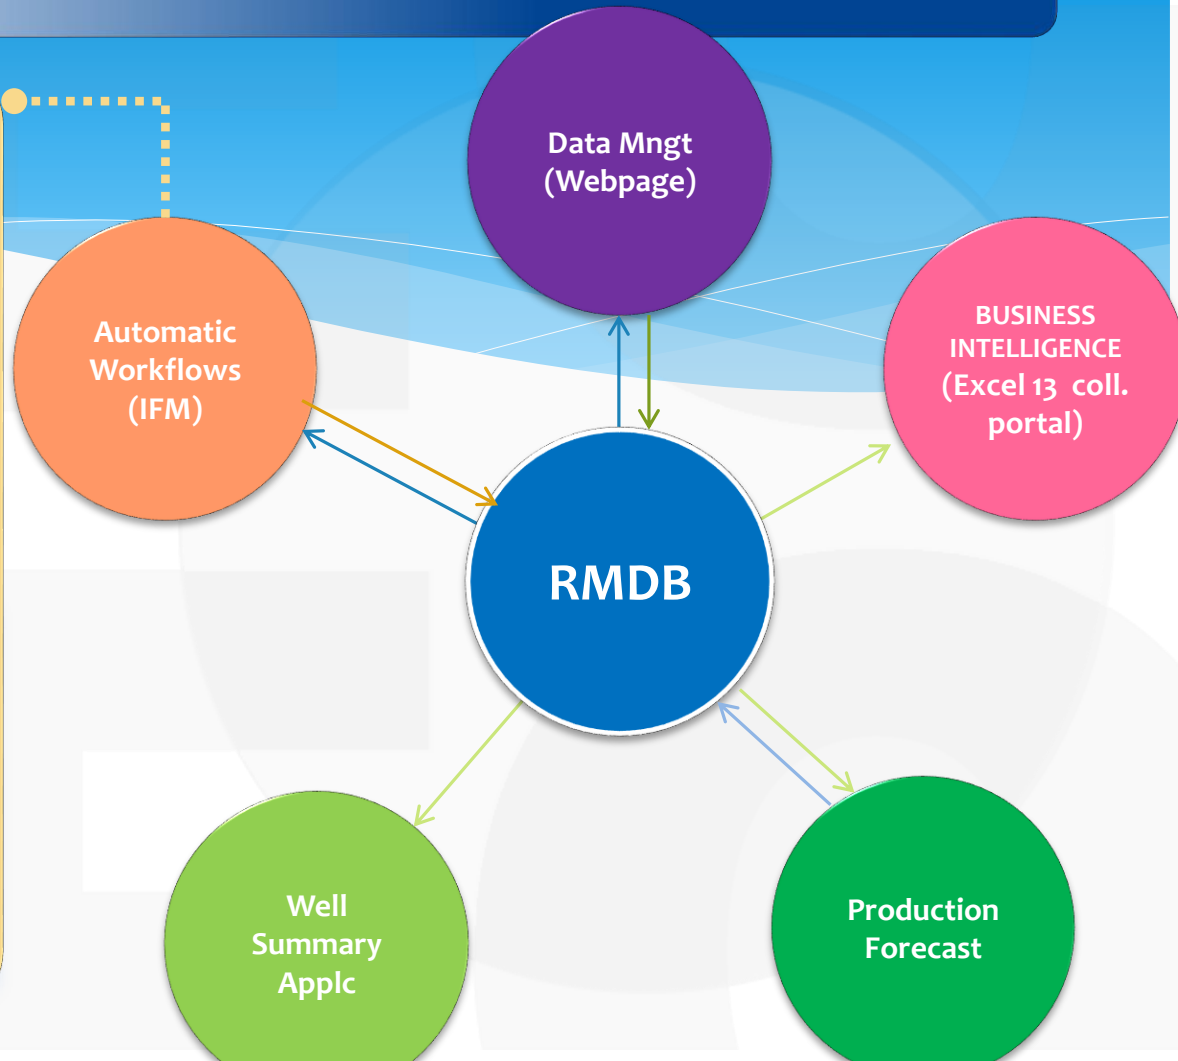 Data Mngt
(Webpage)
Automatic
Workflows
(IFM)
BUSINESS
INTELLIGENCE
(Excel 13  coll.
portal)
RMDB
Well
Summary
Applc
Production
Forecast